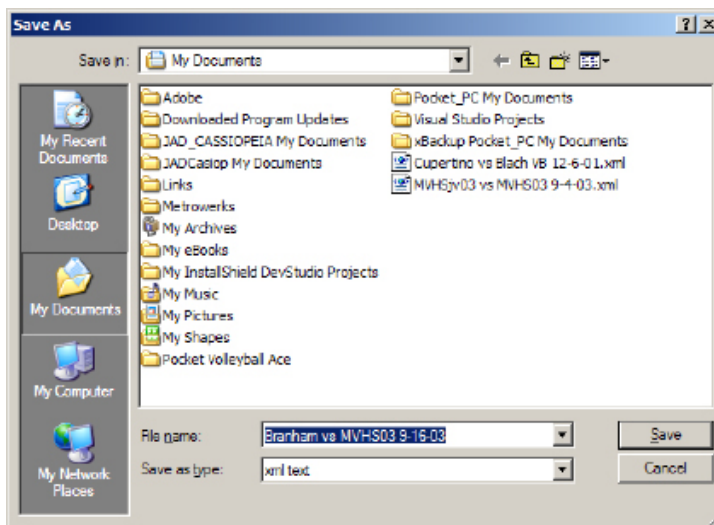 Save As
Save in:
My Documents
My Recent
Documents
Desktop
My Documents
My Computer
My Network
Places
Adobe
Downloaded Program Updates
JAD_CASSIOPEIA My Documents
JADCasiop My Documents
Links
Metrowerks
My Archives
My eBooks
My InstallShield DevStudio Projects
My Music
My Pictures
My Shapes
Pocket Volleyball Ace
Pocket_PC My Documents
Visual Studio Projects
xBackup Pocket_PC My Documents
Cupertino vs Blach VB 12-6-01.xml
MVHSjv03 vs MVHS03 9-4-03.xml
File name:
Branham vs MVHS03 9-16-03
Save
Save as type:
xml text
Cancel